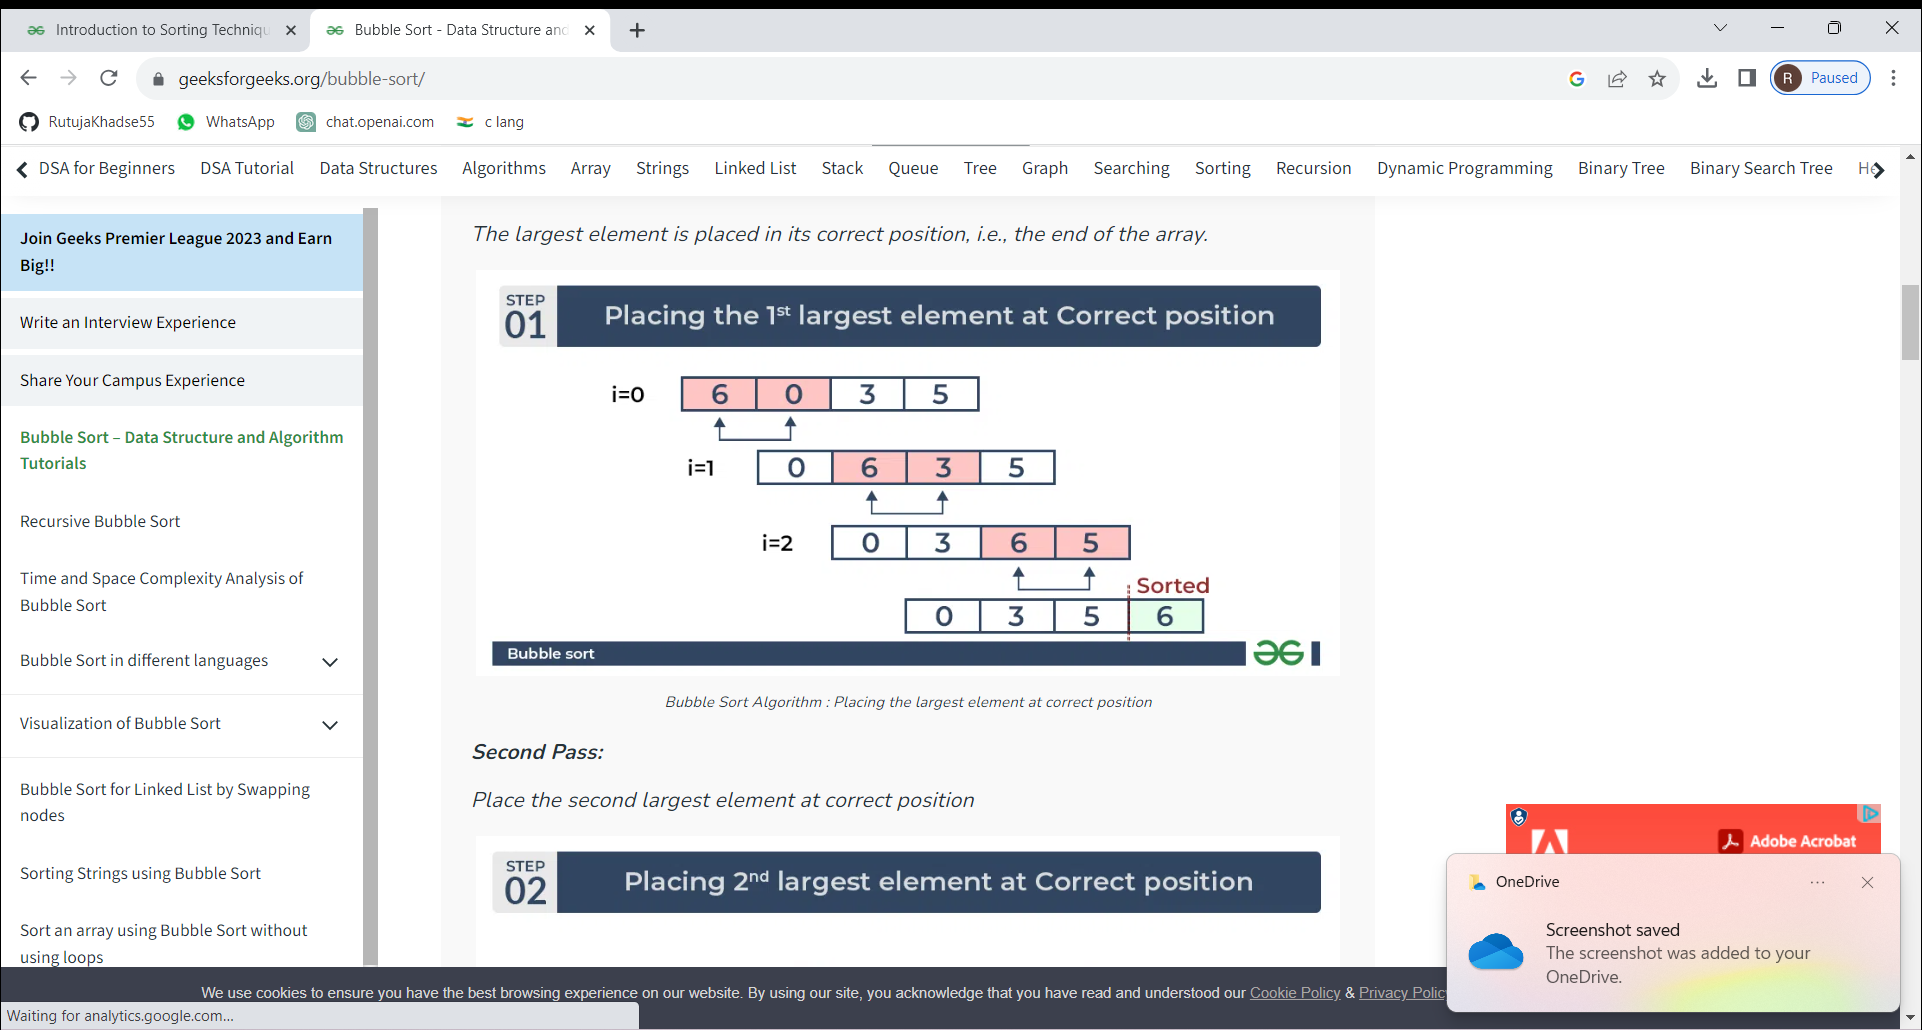 Introduction to Sorting Techniqu
Bubble Sort - Data Structure and
geeksforgeeks.org/bubble-sort/
R Paused
RutujaKhadse55 WhatsApp chat.openai.com c lang
DSA for Beginners DSA Tutorial Data Structures Algorithms Array Strings Linked List Stack Queue Tree Graph Searching Sorting Recursion Dynamic Programming Binary Tree Binary Search Tree He
Join Geeks Premier League 2023 and Earn
Big!!
Write an Interview Experience
Share Your Campus Experience
Bubble Sort – Data Structure and Algorithm
Tutorials
Recursive Bubble Sort
Time and Space Complexity Analysis of
Bubble Sort
Bubble Sort in different languages
Visualization of Bubble Sort
Bubble Sort for Linked List by Swapping
nodes
Sorting Strings using Bubble Sort
Sort an array using Bubble Sort without
using loops
The largest element is placed in its correct position, i.e., the end of the array.
STEP
01
Placing the 1st largest element at Correct position
i=0 6 0 3 5
i=1 0 6 3 5
i=2 0 3 6 5
Sorted
0 3 5 6
Bubble sort
Bubble Sort Algorithm : Placing the largest element at correct position
Second Pass:
Place the second largest element at correct position
STEP
02
Placing 2nd largest element at Correct position
Adobe Acrobat
OneDrive
Screenshot saved
The screenshot was added to your
OneDrive.
We use cookies to ensure you have the best browsing experience on our website. By using our site, you acknowledge that you have read and understood our Cookie Policy & Privacy Policy
Waiting for analytics.google.com...